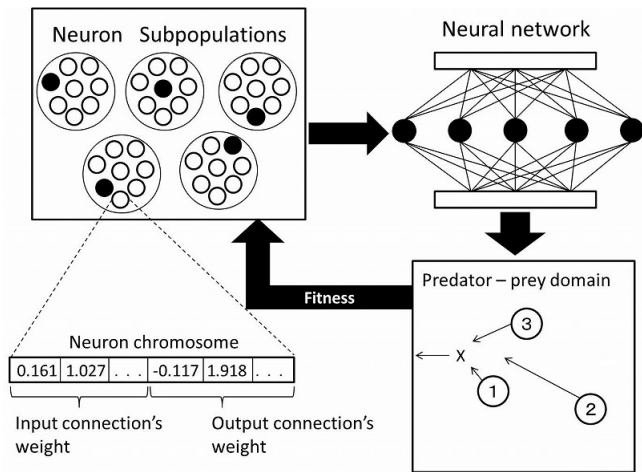 Neuron Subpopulations
Neural network
Fitness
Predator – prey domain
3
X
1
2
Neuron chromosome
0.161 1.027 . . . -0.117 1.918 . . .
Input connection's
weight
Output connection's
weight